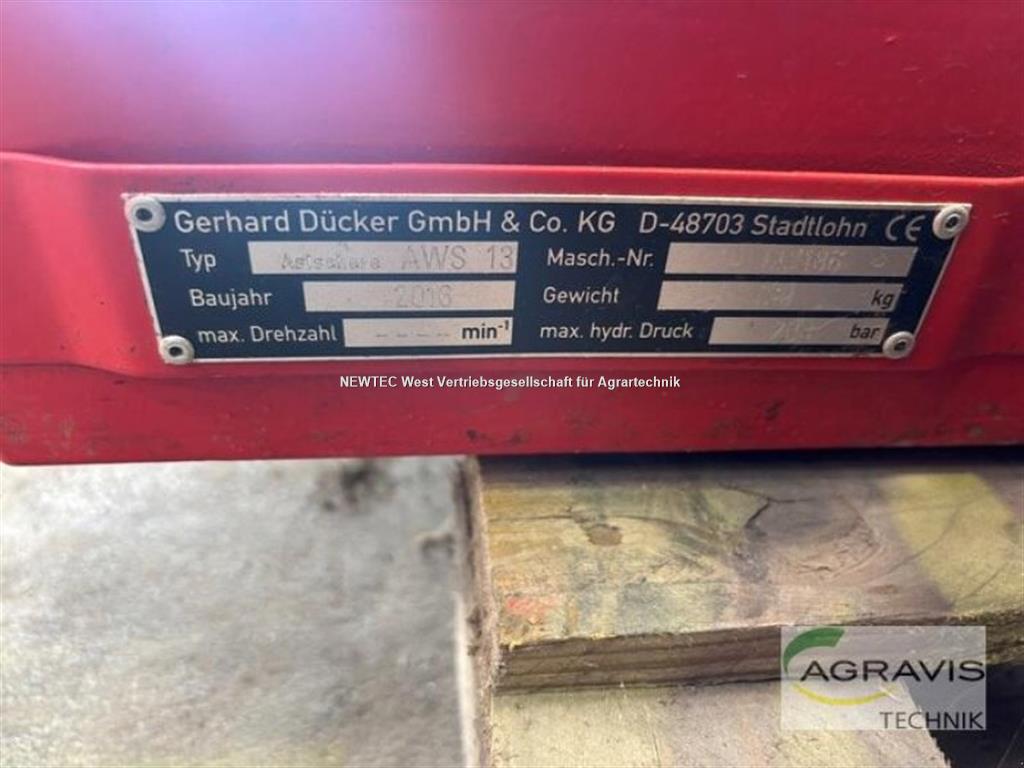 Gerhard Dücker GmbH & Co. KG D-48703 Stadtlohn CE
Typ Astschere AWS 13 Masch.-Nr.
Baujahr 2016 Gewicht kg
max. Drehzahl ---- min⁻¹ max. hydr. Druck bar
NEWTEC West Vertriebsgesellschaft für Agrartechnik
AGRAVIS
TECHNIK